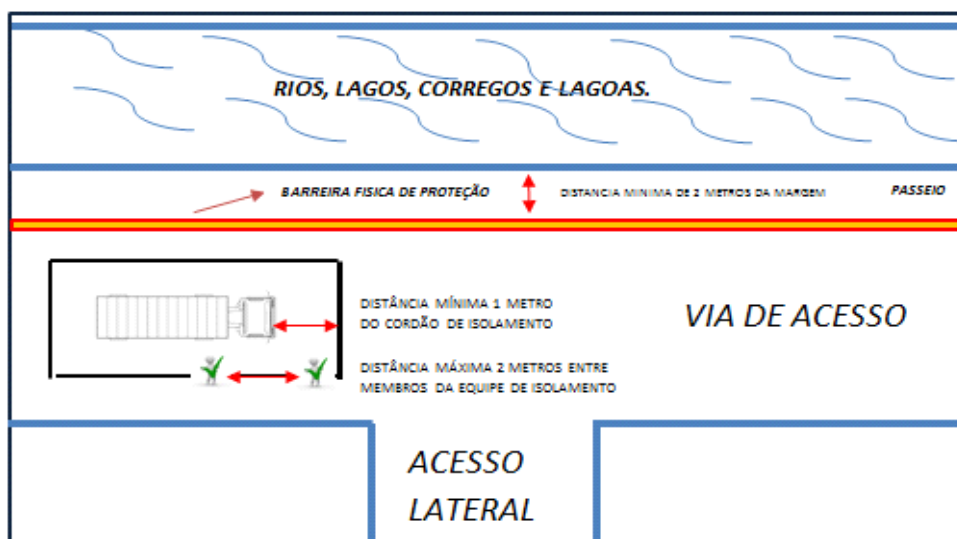 RIOS, LAGOS, CORREGOS E LAGOAS.
BARREIRA FISICA DE PROTEÇÃO
DISTANCIA MINIMA DE 2 METROS DA MARGEM
PASSEIO
DISTÂNCIA MÍNIMA 1 METRO
DO CORDÃO DE ISOLAMENTO
VIA DE ACESSO
DISTÂNCIA MÁXIMA 2 METROS ENTRE
MEMBROS DA EQUIPE DE ISOLAMENTO
ACESSO
LATERAL